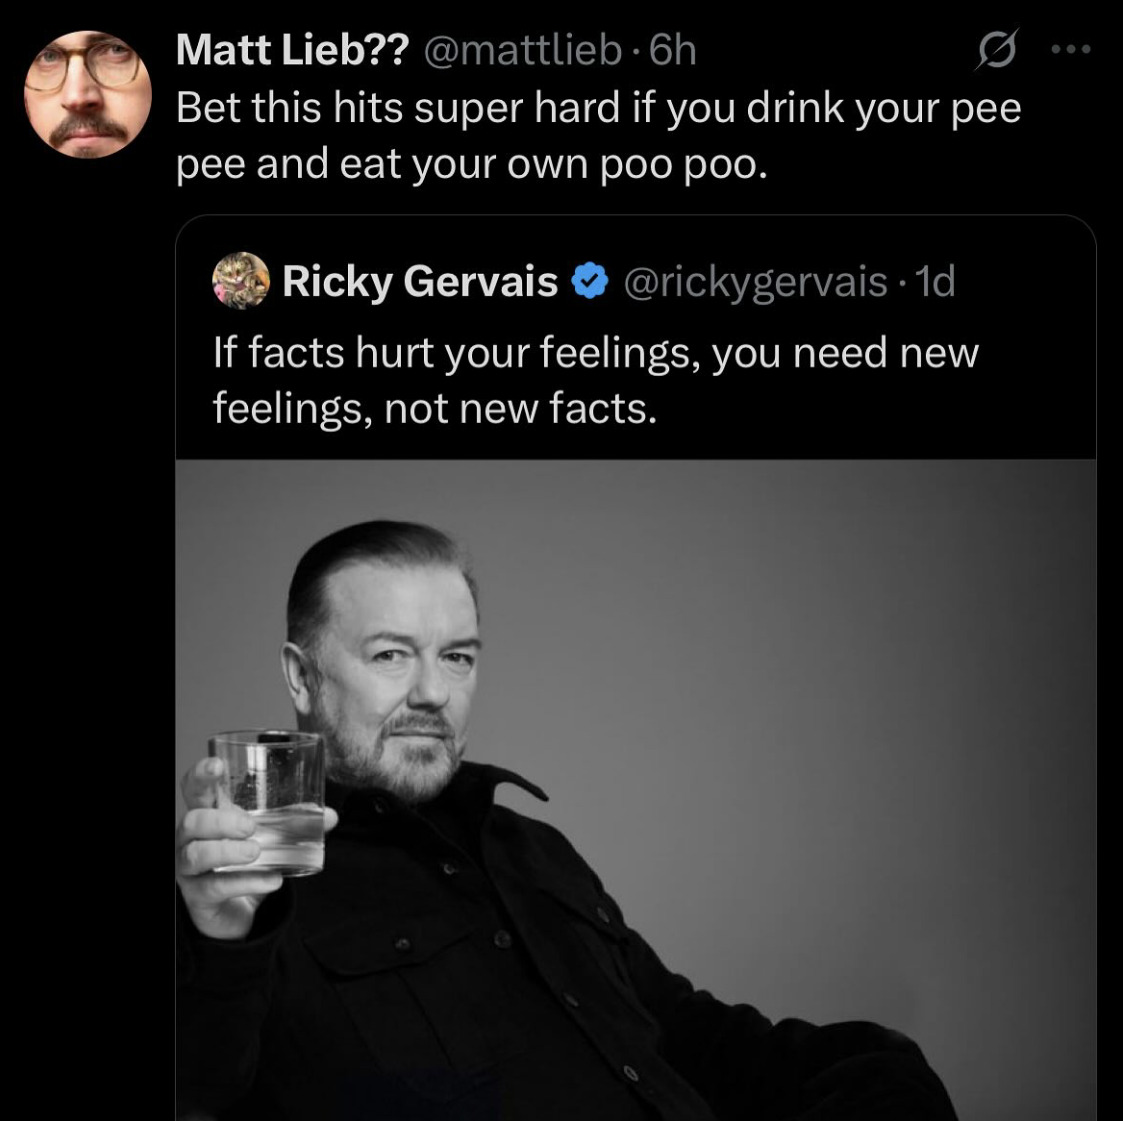 Matt Lieb?? @mattlieb · 6h
Bet this hits super hard if you drink your pee
pee and eat your own poo poo.
Ricky Gervais @rickygervais · 1d
If facts hurt your feelings, you need new
feelings, not new facts.